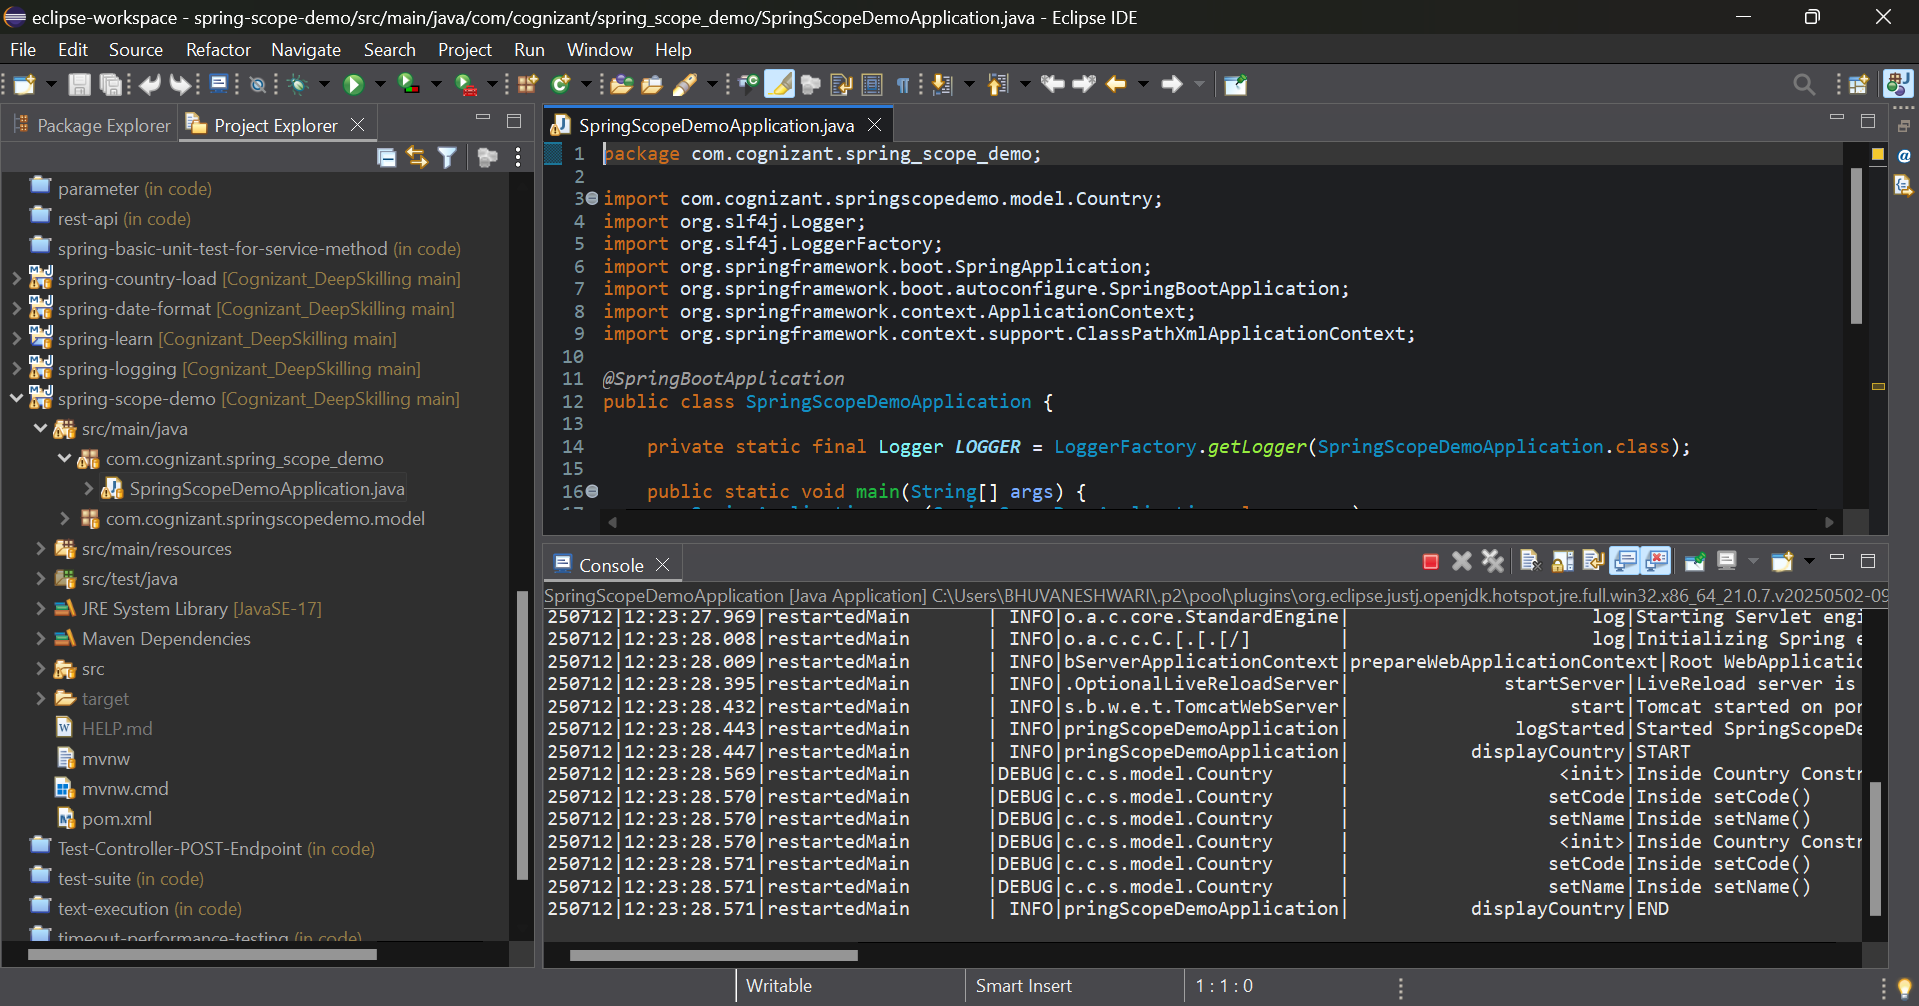 eclipse-workspace - spring-scope-demo/src/main/java/com/cognizant/spring_scope_demo/SpringScopeDemoApplication.java - Eclipse IDE
File Edit Source Refactor Navigate Search Project Run Window Help
Package Explorer Project Explorer
parameter (in code)
rest-api (in code)
spring-basic-unit-test-for-service-method (in code)
spring-country-load [Cognizant_DeepSkilling main]
spring-date-format [Cognizant_DeepSkilling main]
spring-learn [Cognizant_DeepSkilling main]
spring-logging [Cognizant_DeepSkilling main]
spring-scope-demo [Cognizant_DeepSkilling main]
src/main/java
com.cognizant.spring_scope_demo
SpringScopeDemoApplication.java
com.cognizant.springscopedemo.model
src/main/resources
src/test/java
JRE System Library [JavaSE-17]
Maven Dependencies
src
target
HELP.md
mvnw
mvnw.cmd
pom.xml
Test-Controller-POST-Endpoint (in code)
test-suite (in code)
text-execution (in code)
timeout-performance-testing (in code)
SpringScopeDemoApplication.java
1 package com.cognizant.spring_scope_demo;
2
3 import com.cognizant.springscopedemo.model.Country;
4 import org.slf4j.Logger;
5 import org.slf4j.LoggerFactory;
6 import org.springframework.boot.SpringApplication;
7 import org.springframework.boot.autoconfigure.SpringBootApplication;
8 import org.springframework.context.ApplicationContext;
9 import org.springframework.context.support.ClassPathXmlApplicationContext;
10
11 @SpringBootApplication
12 public class SpringScopeDemoApplication {
13
14 private static final Logger LOGGER = LoggerFactory.getLogger(SpringScopeDemoApplication.class);
15
16 public static void main(String[] args) {
Console
SpringScopeDemoApplication [Java Application] C:\Users\BHUVANESHWARI\.p2\pool\plugins\org.eclipse.justj.openjdk.hotspot.jre.full.win32.x86_64_21.0.7.v20250502-09
250712|12:23:27.969|restartedMain | INFO|o.a.c.core.StandardEngine| log|Starting Servlet engi
250712|12:23:28.008|restartedMain | INFO|o.a.c.c.C.[.[.[/] | log|Initializing Spring e
250712|12:23:28.009|restartedMain | INFO|bServerApplicationContext|prepareWebApplicationContext|Root WebApplicatic
250712|12:23:28.395|restartedMain | INFO|.OptionalLiveReloadServer| startServer|LiveReload server is
250712|12:23:28.432|restartedMain | INFO|s.b.w.e.t.TomcatWebServer| start|Tomcat started on por
250712|12:23:28.443|restartedMain | INFO|pringScopeDemoApplication| logStarted|Started SpringScopeDe
250712|12:23:28.447|restartedMain | INFO|pringScopeDemoApplication| displayCountry|START
250712|12:23:28.569|restartedMain |DEBUG|c.c.s.model.Country | <init>|Inside Country Constr
250712|12:23:28.570|restartedMain |DEBUG|c.c.s.model.Country | setCode|Inside setCode()
250712|12:23:28.570|restartedMain |DEBUG|c.c.s.model.Country | setName|Inside setName()
250712|12:23:28.570|restartedMain |DEBUG|c.c.s.model.Country | <init>|Inside Country Constr
250712|12:23:28.571|restartedMain |DEBUG|c.c.s.model.Country | setCode|Inside setCode()
250712|12:23:28.571|restartedMain |DEBUG|c.c.s.model.Country | setName|Inside setName()
250712|12:23:28.571|restartedMain | INFO|pringScopeDemoApplication| displayCountry|END
Writable Smart Insert 1 : 1 : 0